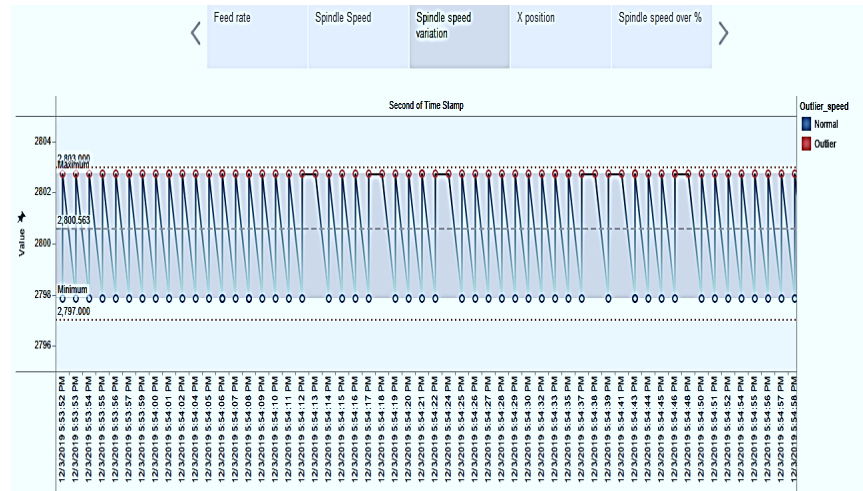 Feed rate
Spindle Speed
Spindle speed
variation
X position
Spindle speed over %
Second of Time Stamp
Outlier_speed
Normal
Outlier
Value
2804
2802
2800
2798
2796
2,803.000
Maximum
2,800.563
Minimum
2,797.000
12/3/2019 5:53:52 PM
12/3/2019 5:53:53 PM
12/3/2019 5:53:54 PM
12/3/2019 5:53:55 PM
12/3/2019 5:53:56 PM
12/3/2019 5:53:57 PM
12/3/2019 5:53:59 PM
12/3/2019 5:54:00 PM
12/3/2019 5:54:01 PM
12/3/2019 5:54:02 PM
12/3/2019 5:54:04 PM
12/3/2019 5:54:05 PM
12/3/2019 5:54:06 PM
12/3/2019 5:54:07 PM
12/3/2019 5:54:08 PM
12/3/2019 5:54:09 PM
12/3/2019 5:54:10 PM
12/3/2019 5:54:11 PM
12/3/2019 5:54:12 PM
12/3/2019 5:54:13 PM
12/3/2019 5:54:14 PM
12/3/2019 5:54:15 PM
12/3/2019 5:54:16 PM
12/3/2019 5:54:17 PM
12/3/2019 5:54:18 PM
12/3/2019 5:54:19 PM
12/3/2019 5:54:20 PM
12/3/2019 5:54:21 PM
12/3/2019 5:54:22 PM
12/3/2019 5:54:24 PM
12/3/2019 5:54:25 PM
12/3/2019 5:54:26 PM
12/3/2019 5:54:27 PM
12/3/2019 5:54:28 PM
12/3/2019 5:54:29 PM
12/3/2019 5:54:30 PM
12/3/2019 5:54:32 PM
12/3/2019 5:54:33 PM
12/3/2019 5:54:35 PM
12/3/2019 5:54:37 PM
12/3/2019 5:54:38 PM
12/3/2019 5:54:39 PM
12/3/2019 5:54:41 PM
12/3/2019 5:54:43 PM
12/3/2019 5:54:44 PM
12/3/2019 5:54:45 PM
12/3/2019 5:54:46 PM
12/3/2019 5:54:48 PM
12/3/2019 5:54:50 PM
12/3/2019 5:54:51 PM
12/3/2019 5:54:52 PM
12/3/2019 5:54:54 PM
12/3/2019 5:54:55 PM
12/3/2019 5:54:56 PM
12/3/2019 5:54:57 PM
12/3/2019 5:54:58 PM